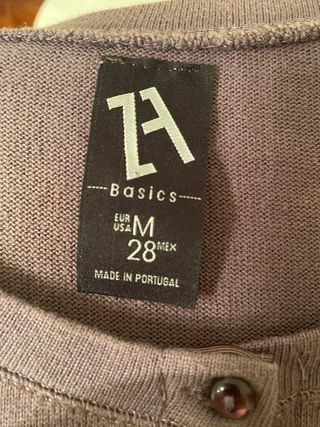 ZA
Basics
EUR
USA M
28 MEX
MADE IN PORTUGAL